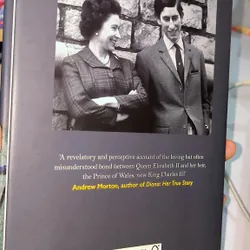 'A revelatory and perceptive account of the loving but often
misunderstood bond between Queen Elizabeth II and her heir,
the Prince of Wales, now King Charles III'
Andrew Morton, author of Diana: Her True Story